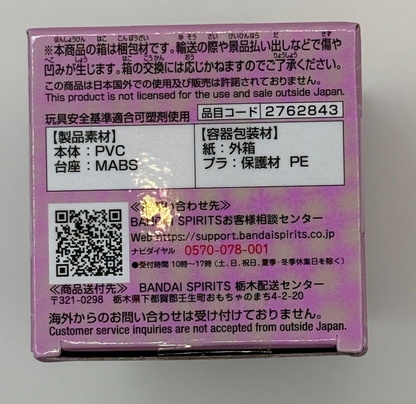 ※本商品の箱は梱包材です。輸送の際や景品払い出しなどで傷や
凹みが生じます。箱の交換には応じかねますのでご了承ください。
この商品は日本国外での使用及び販売は許諾されておりません。
This product is not licensed for the use and sale outside Japan.
玩具安全基準適合可塑剤使用 品目コード 2762843
【製品素材】
本体：PVC
台座：MABS
【容器包装材】
紙：外箱
プラ：保護材 PE
≪お問い合わせ先≫
BANDAI SPIRITSお客様相談センター
Web https://support.bandaispirits.co.jp
ナビダイヤル 0570-078-001
●受付時間 10時～17時（土、日、祝日、夏季・冬季休業日を除く）
≪商品送付先≫ BANDAI SPIRITS 栃木配送センター
〒321-0298 栃木県下都賀郡壬生町おもちゃのまち4-2-20
海外からのお問い合わせは受け付けておりません。
Customer service inquiries are not accepted from outside Japan.